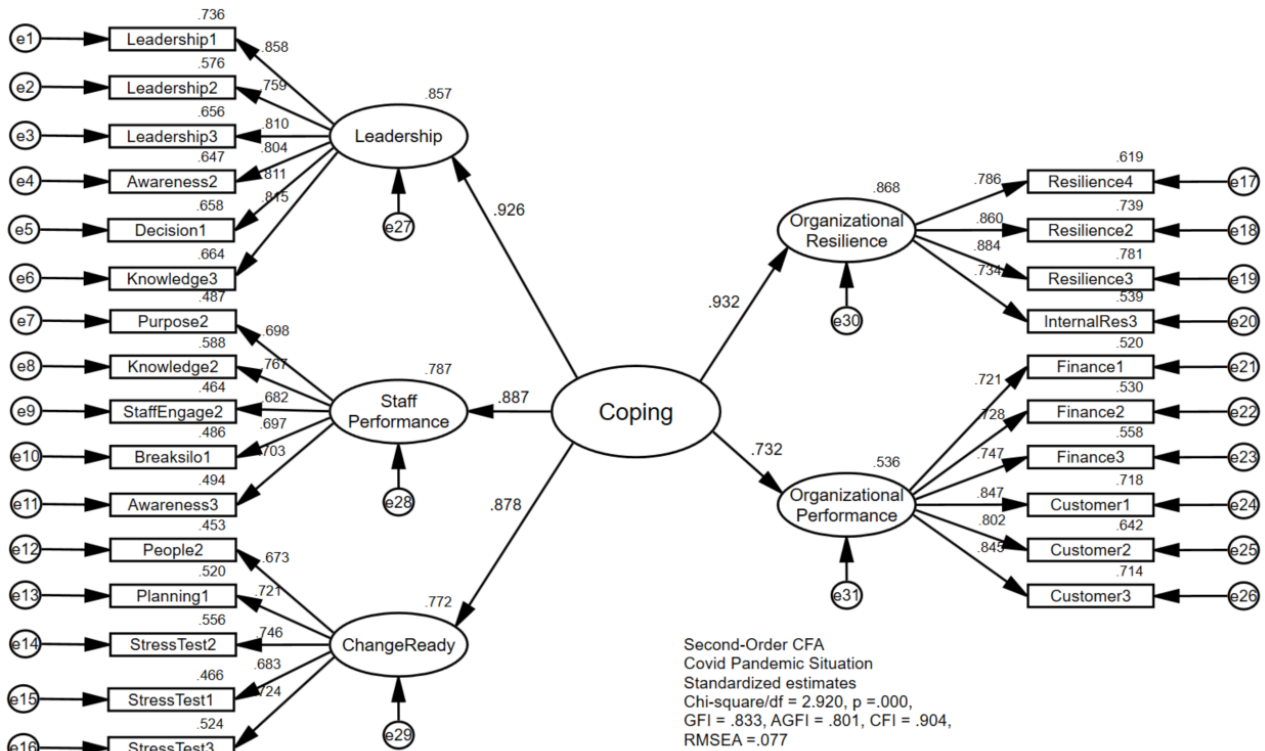 .736
e1
Leadership1
.858
.576
e2
Leadership2
.759
.857
.656
e3
Leadership3
.810
Leadership
.647
.804
e4
Awareness2
.811
.658
.815
e5
Decision1
e27
.664
e6
Knowledge3
.926
.487
e7
Purpose2
.698
.588
e8
Knowledge2
.767
.787
.464
e9
StaffEngage2
.682
Staff
Performance
.887
.486
.697
e10
Breaksilo1
.703
.494
e11
Awareness3
e28
.453
e12
People2
.673
.878
.520
e13
Planning1
.721
.772
.556
e14
StressTest2
.746
ChangeReady
.466
.683
e15
StressTest1
.724
.524
e16
StressTest3
e29
Coping
.932
.732
.868
Organizational
Resilience
e30
.619
.786
Resilience4
e17
.739
.860
Resilience2
e18
.884
.781
Resilience3
e19
.734
.539
InternalRes3
e20
.520
.721
Finance1
e21
.530
.728
Finance2
e22
.536
.558
.747
Finance3
e23
Organizational
Performance
.718
.847
Customer1
e24
.802
.642
Customer2
e25
.845
.714
Customer3
e26
e31
Second-Order CFA
Covid Pandemic Situation
Standardized estimates
Chi-square/df = 2.920, p =.000,
GFI = .833, AGFI = .801, CFI = .904,
RMSEA =.077